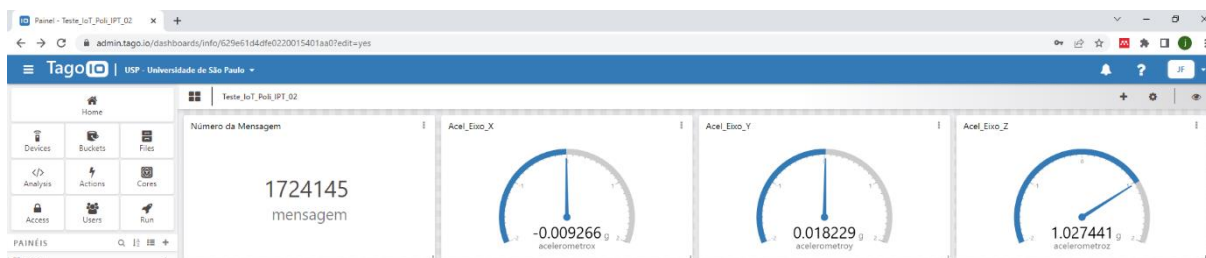 Painel - Teste_IoT_Poli_IPT_02
admin.tago.io/dashboards/info/629e61d4dfe0220015401aa0?edit=yes
Tago IO | USP - Universidade de São Paulo
JF
Home
Devices Buckets Files
Analysis Actions Cores
Access Users Run
PAINÉIS
Teste_IoT_Poli_IPT_02
Número da Mensagem
1724145
mensagem
Acel_Eixo_X
-0.009266 g
acelerometrox
Acel_Eixo_Y
0.018229 g
acelerometroy
Acel_Eixo_Z
1.027441 g
acelerometroz